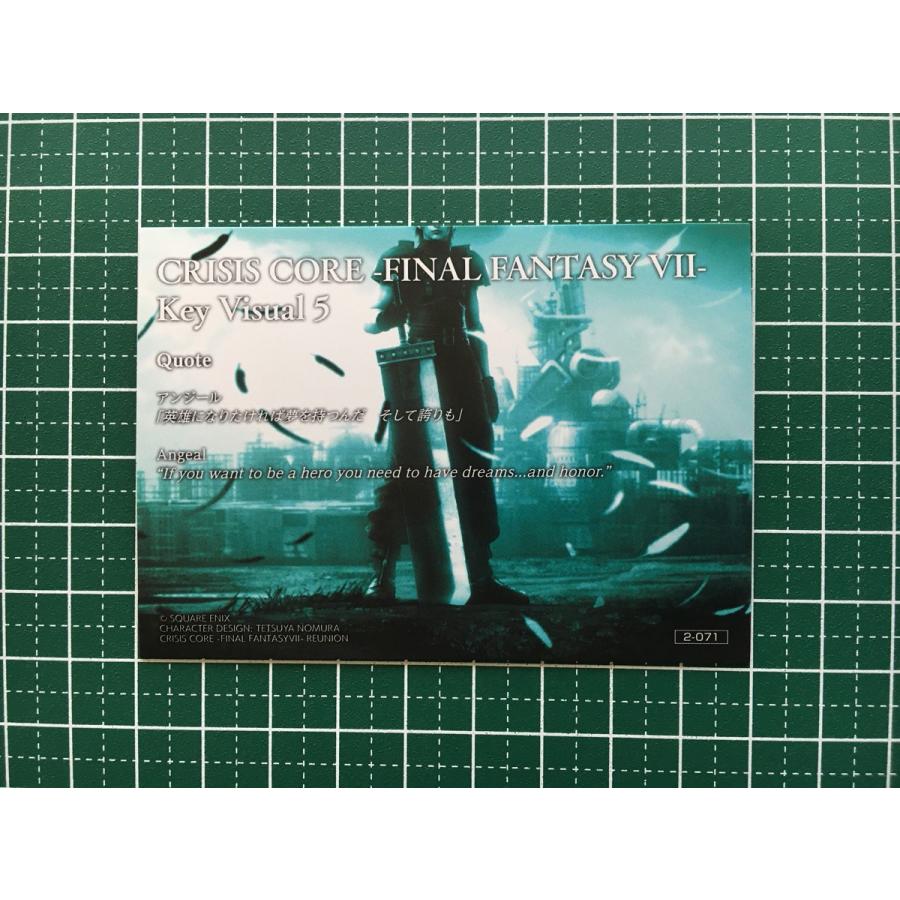 CRISIS CORE -FINAL FANTASY VII-
Key Visual 5
Quote
アンジール
「英雄になりたければ夢を持つんだ　そして誇りも」
Angeal
“If you want to be a hero you need to have dreams...and honor.”
© SQUARE ENIX
CHARACTER DESIGN: TETSUYA NOMURA
CRISIS CORE -FINAL FANTASYVII- REUNION
2-071